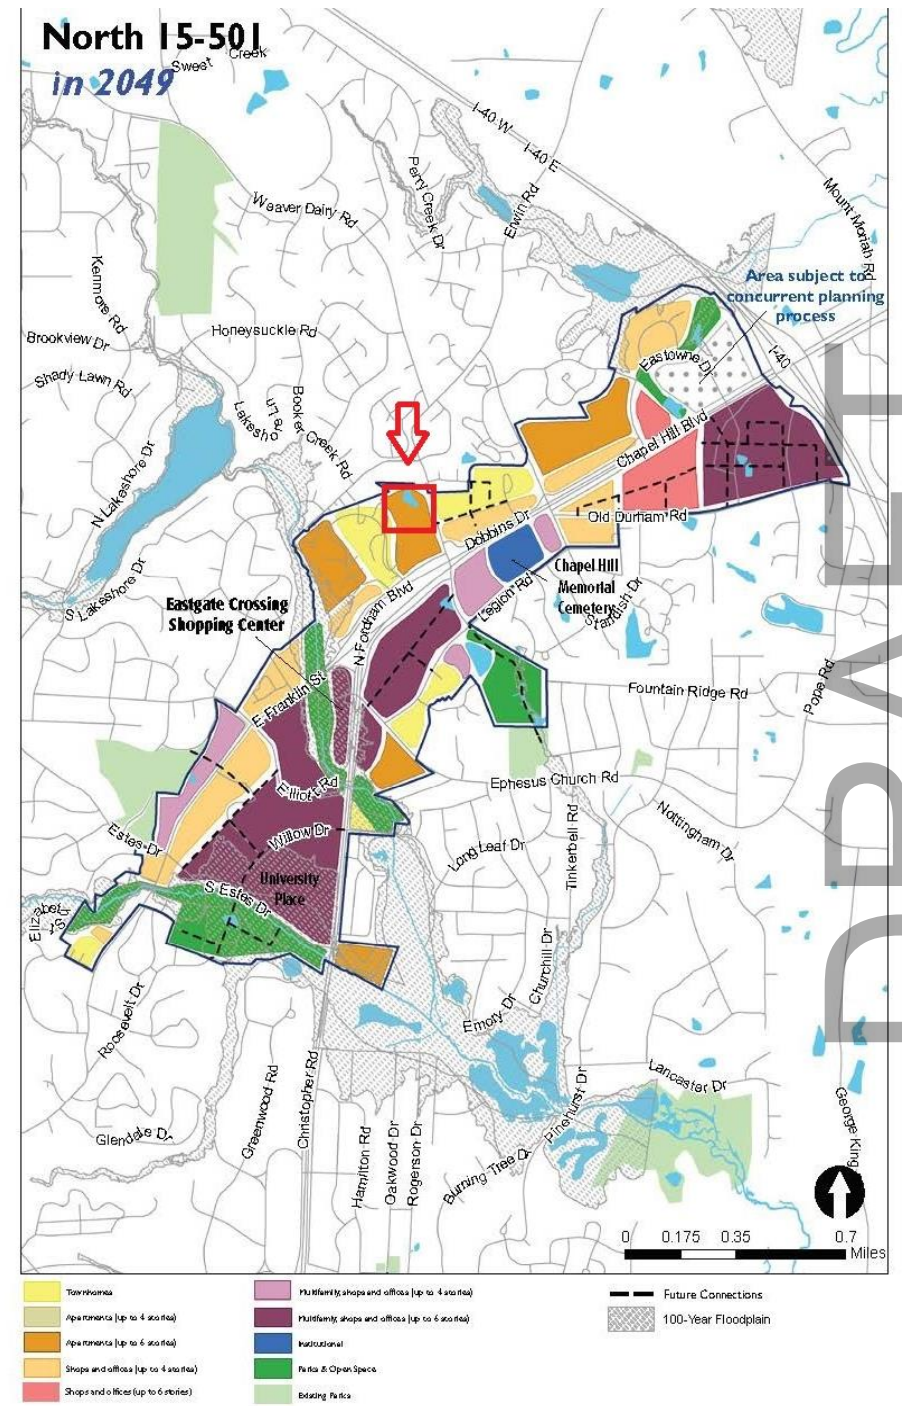 North 15-501
in 2049
Sweet Creek
I-40 W
I-40 E
Perry Creek Dr
Erwin Rd
Mount Moriah Rd
Weaver Dairy Rd
Kenmore Rd
Area subject to
concurrent planning
process
Honeysuckle Rd
Brookview Dr
I-40
Eastowne Dr
Shady Lawn Rd
Lakesho
re Ln
Booker Creek Rd
Chapel Hill Blvd
N Lakeshore Dr
Old Durham Rd
Dobbins Dr
S Lakeshore Dr
Chapel Hill
Memorial
Cemetery
Legion Rd
Standish Dr
Eastgate Crossing
Shopping Center
N Fordham Blvd
E Franklin St
Fountain Ridge Rd
Pope Rd
Elliott Rd
Ephesus Church Rd
Willow Dr
Estes Dr
Long Leaf Dr
Tinkerbell Rd
Nottingham Dr
University
Place
S Estes Dr
Elizabet
h St
Churchill Dr
Roosevelt Dr
Emory Dr
Greenwood Rd
Christopher Rd
Lancaster Dr
Pinehurst Dr
Glendale Dr
Hamilton Rd
Oakwood Dr
Rogerson Dr
Burning Tree Dr
George King
DRAFT
0 0.175 0.35 0.7
Miles
Townhomes
Apartments (up to 4 stories)
Apartments (up to 6 stories)
Shops and offices (up to 4 stories)
Shops and offices (up to 6 stories)
Multifamily, shops and offices (up to 4 stories)
Multifamily, shops and offices (up to 6 stories)
Institutional
Parks & Open Space
Existing Parks
Future Connections
100-Year Floodplain